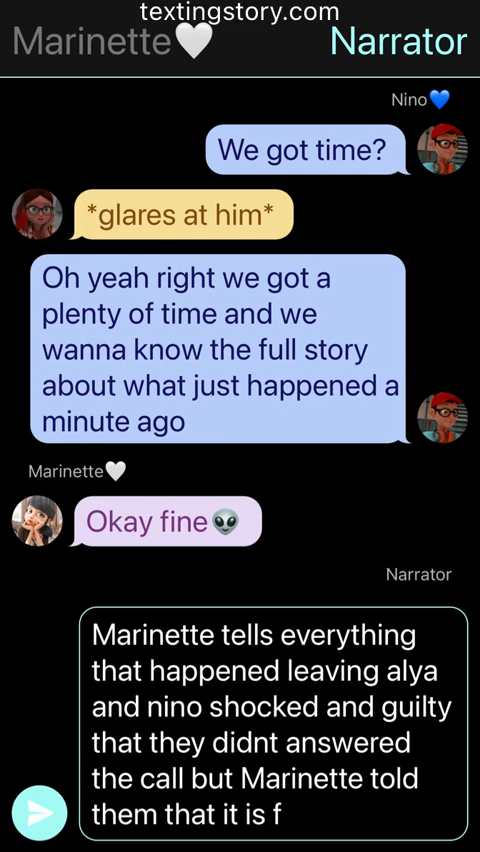 textingstory.com
Marinette🤍 Narrator
Nino💙
We got time?
*glares at him*
Oh yeah right we got a
plenty of time and we
wanna know the full story
about what just happened a
minute ago
Marinette🤍
Okay fine👽
Narrator
Marinette tells everything
that happened leaving alya
and nino shocked and guilty
that they didnt answered
the call but Marinette told
them that it is f